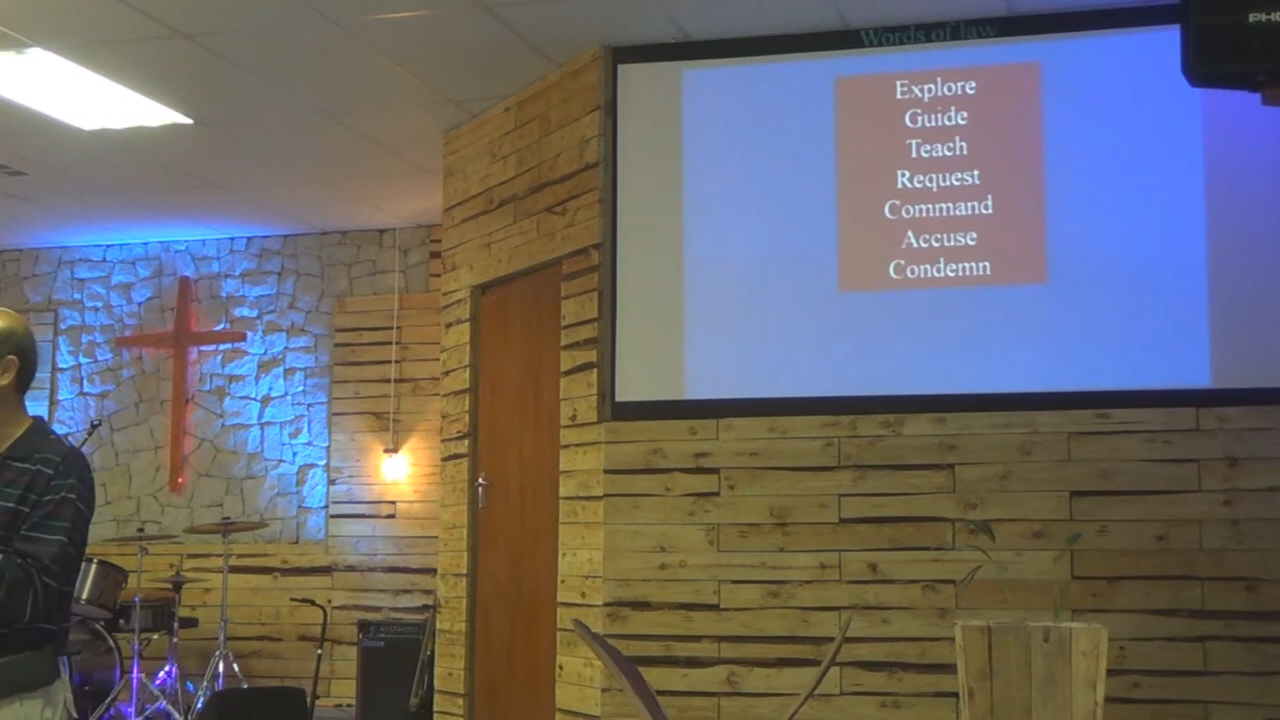 Words of law
Explore
Guide
Teach
Request
Command
Accuse
Condemn